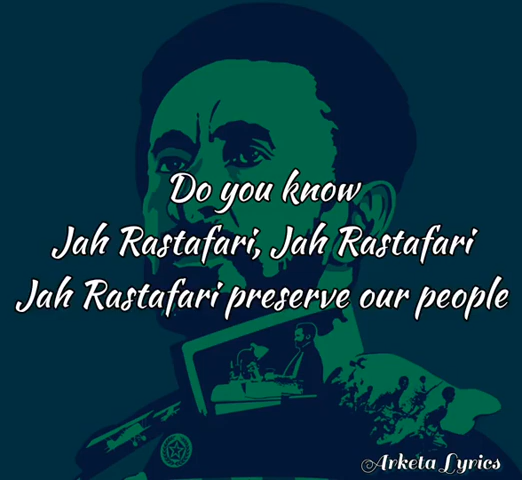 Do you know
Jah Rastafari, Jah Rastafari
Jah Rastafari preserve our people
Arketa Lyrics